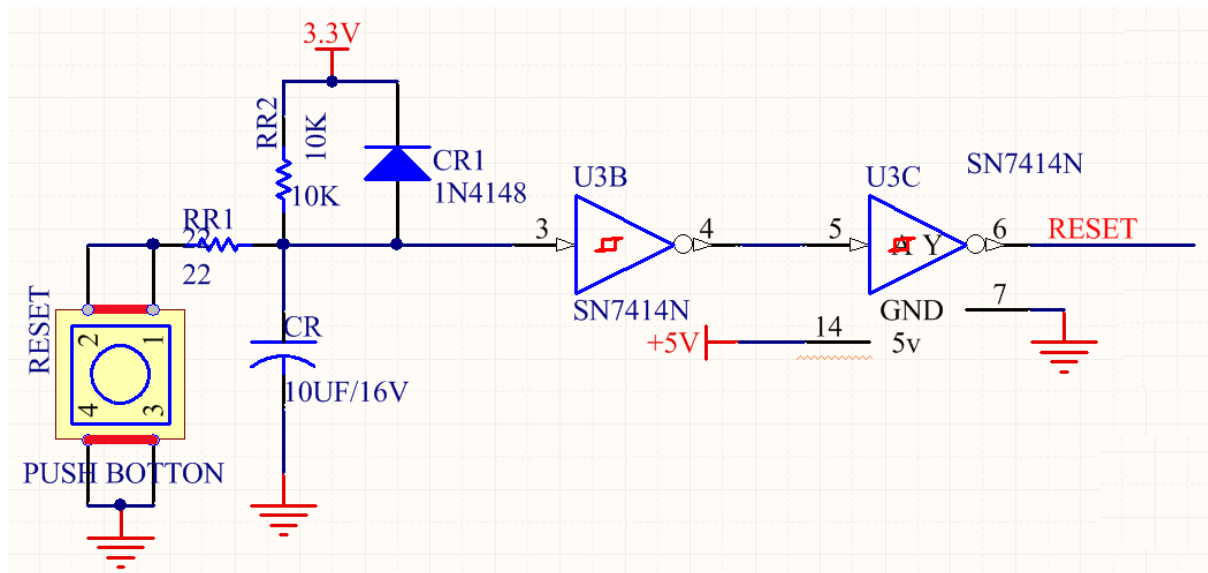 3.3V
RR2
10K
10K
CR1
1N4148
RR1
22
22
U3B
3
4
SN7414N
U3C
SN7414N
5
A Y
6
RESET
7
GND
+5V
14
5v
RESET
2
1
4
3
PUSH BOTTON
CR
10UF/16V